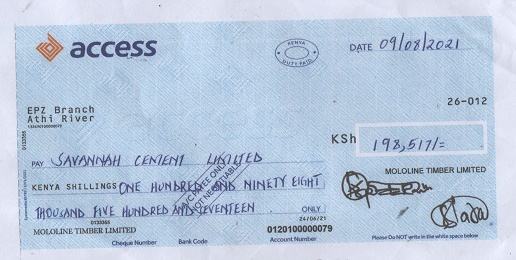 access
KENYA
DUTY PAID
DATE 09/08/2021
EPZ Branch
Athi River
26-012
0133355
KSh 198,517/=
PAY SAVANNAH CEMENT LIMITED
A/C PAYEE ONLY
NOT NEGOTIABLE
MOLOLINE TIMBER LIMITED
KENYA SHILLINGS ONE HUNDRED AND NINETY EIGHT
THOUSAND FIVE HUNDRED AND SEVENTEEN ONLY
0133355
24/06/21
MOLOLINE TIMBER LIMITED
0120100000079
Cheque Number Bank Code Account Number Please Do NOT write in the white space below